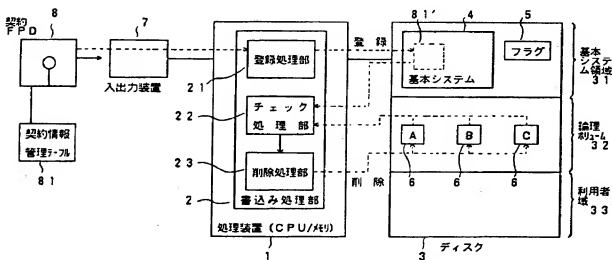 契約
FPD
8
7
入出力装置
契約情報
管理テーブル
81
登録処理部
21
チェック
処理部
22
削除処理部
23
書込み処理部
2
処理装置(CPU/メモリ)
1
登録
削除
81'
4
5
フラグ
基本システム
基本
システ
ム領域
31
A
B
C
6
6
6
論理
ボリューム
32
利用者
域
33
3
ディスク